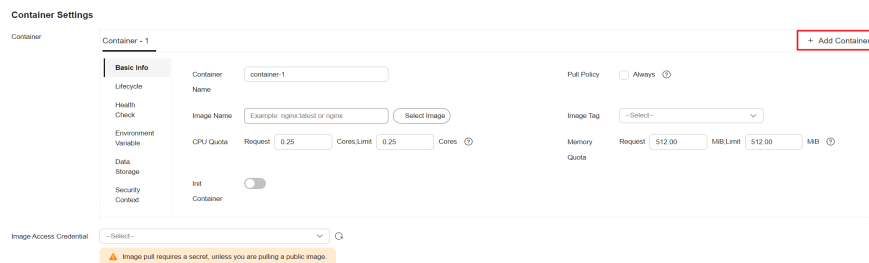 Container Settings
Container
Container - 1
+ Add Container
Basic Info
Lifecycle
Health
Check
Environment
Variable
Data
Storage
Security
Context
Container
Name
container-1
Pull Policy
Always
Image Name
Example: nginx:latest or nginx
Select Image
Image Tag
--Select--
CPU Quota
Request 0.25 Cores;Limit 0.25 Cores
Memory
Quota
Request 512.00 MiB;Limit 512.00 MiB
Init
Container
Image Access Credential
--Select--
Image pull requires a secret, unless you are pulling a public image.